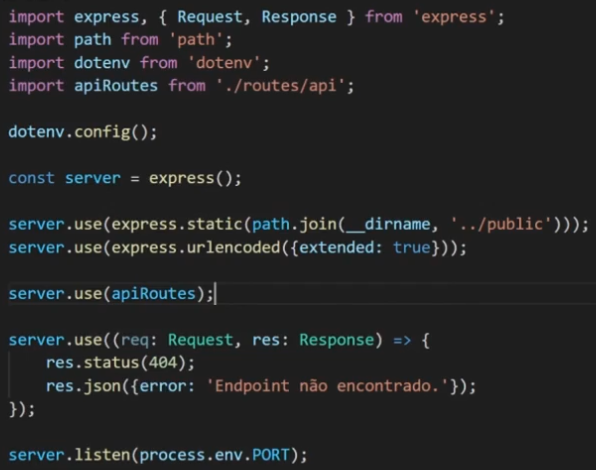 import express, { Request, Response } from 'express';
import path from 'path';
import dotenv from 'dotenv';
import apiRoutes from './routes/api';
dotenv.config();
const server = express();
server.use(express.static(path.join(__dirname, '../public')));
server.use(express.urlencoded({extended: true}));
server.use(apiRoutes);
server.use((req: Request, res: Response) => {
    res.status(404);
    res.json({error: 'Endpoint não encontrado.'});
});
server.listen(process.env.PORT);